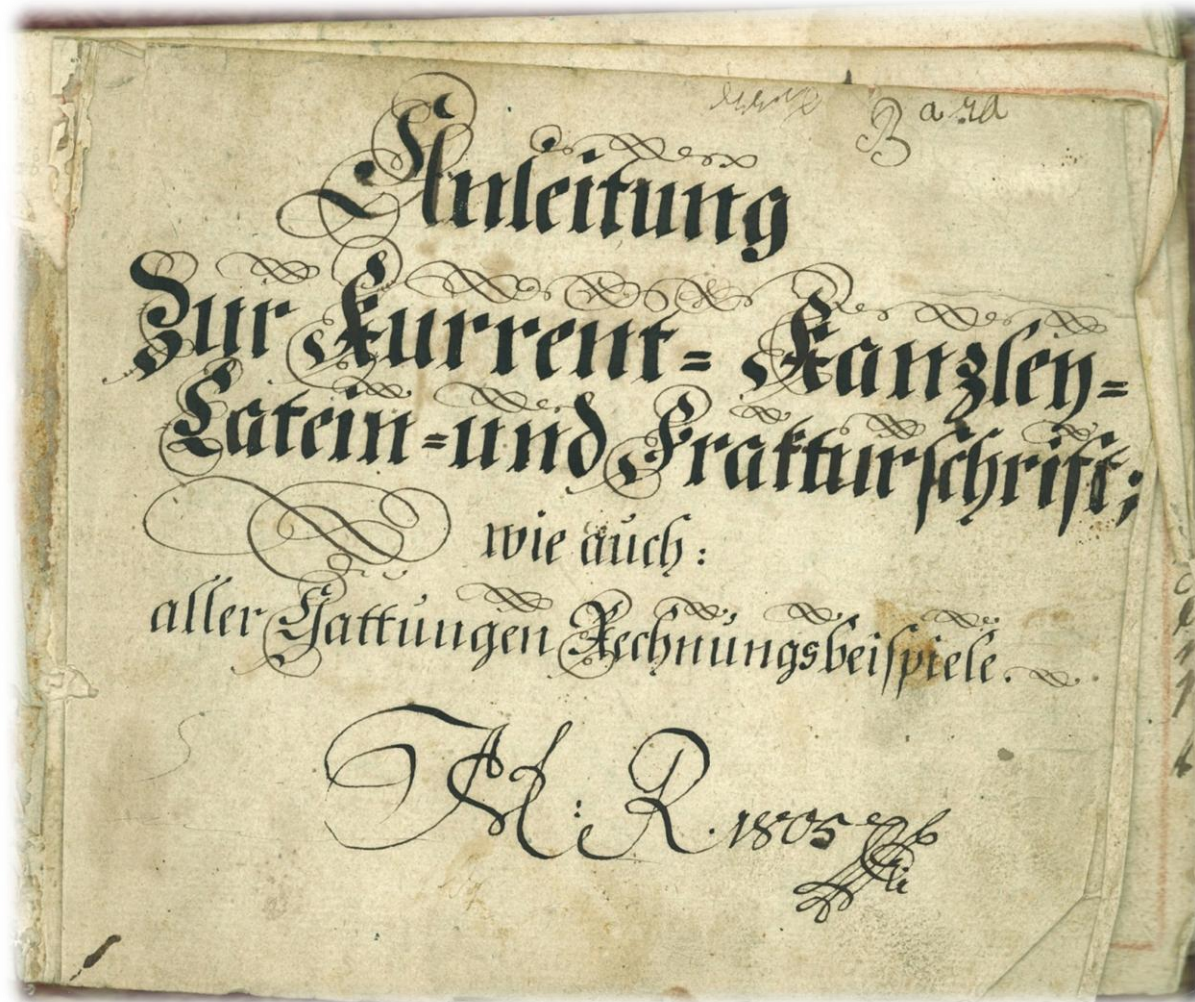 Anleitung
Zur Kurrent= Kanzley=
Latein=und Frakturschrift;
wie auch:
aller Gattungen Rechnungsbeispiele.
R. 1805